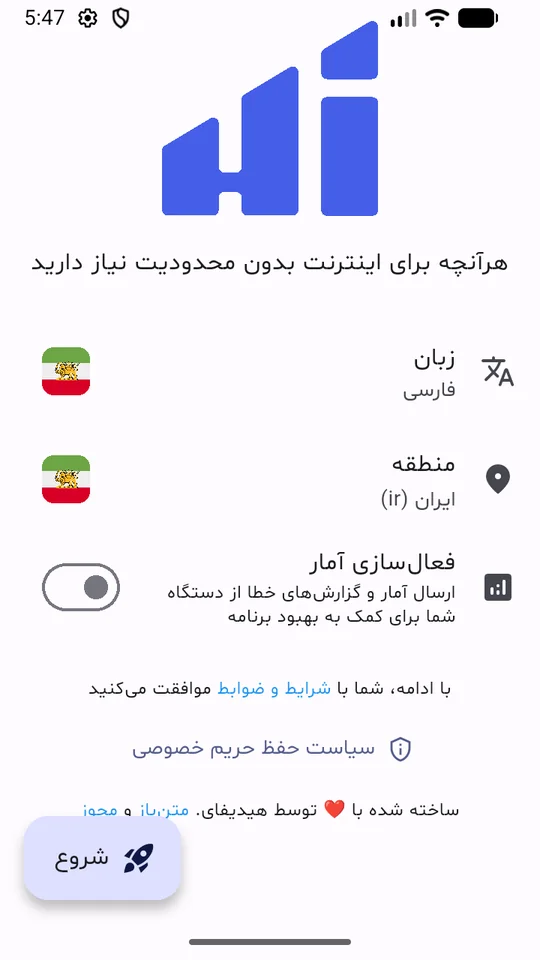 5:47
هرآنچه برای اینترنت بدون محدودیت نیاز دارید
زبان
فارسی
منطقه
ایران (ir)
فعال‌سازی آمار
ارسال آمار و گزارش‌های خطا از دستگاه
شما برای کمک به بهبود برنامه
با ادامه، شما با شرایط و ضوابط موافقت می‌کنید
سیاست حفظ حریم خصوصی
ساخته شده با ❤️ توسط هیدیفای. متن‌باز و مجوز
شروع